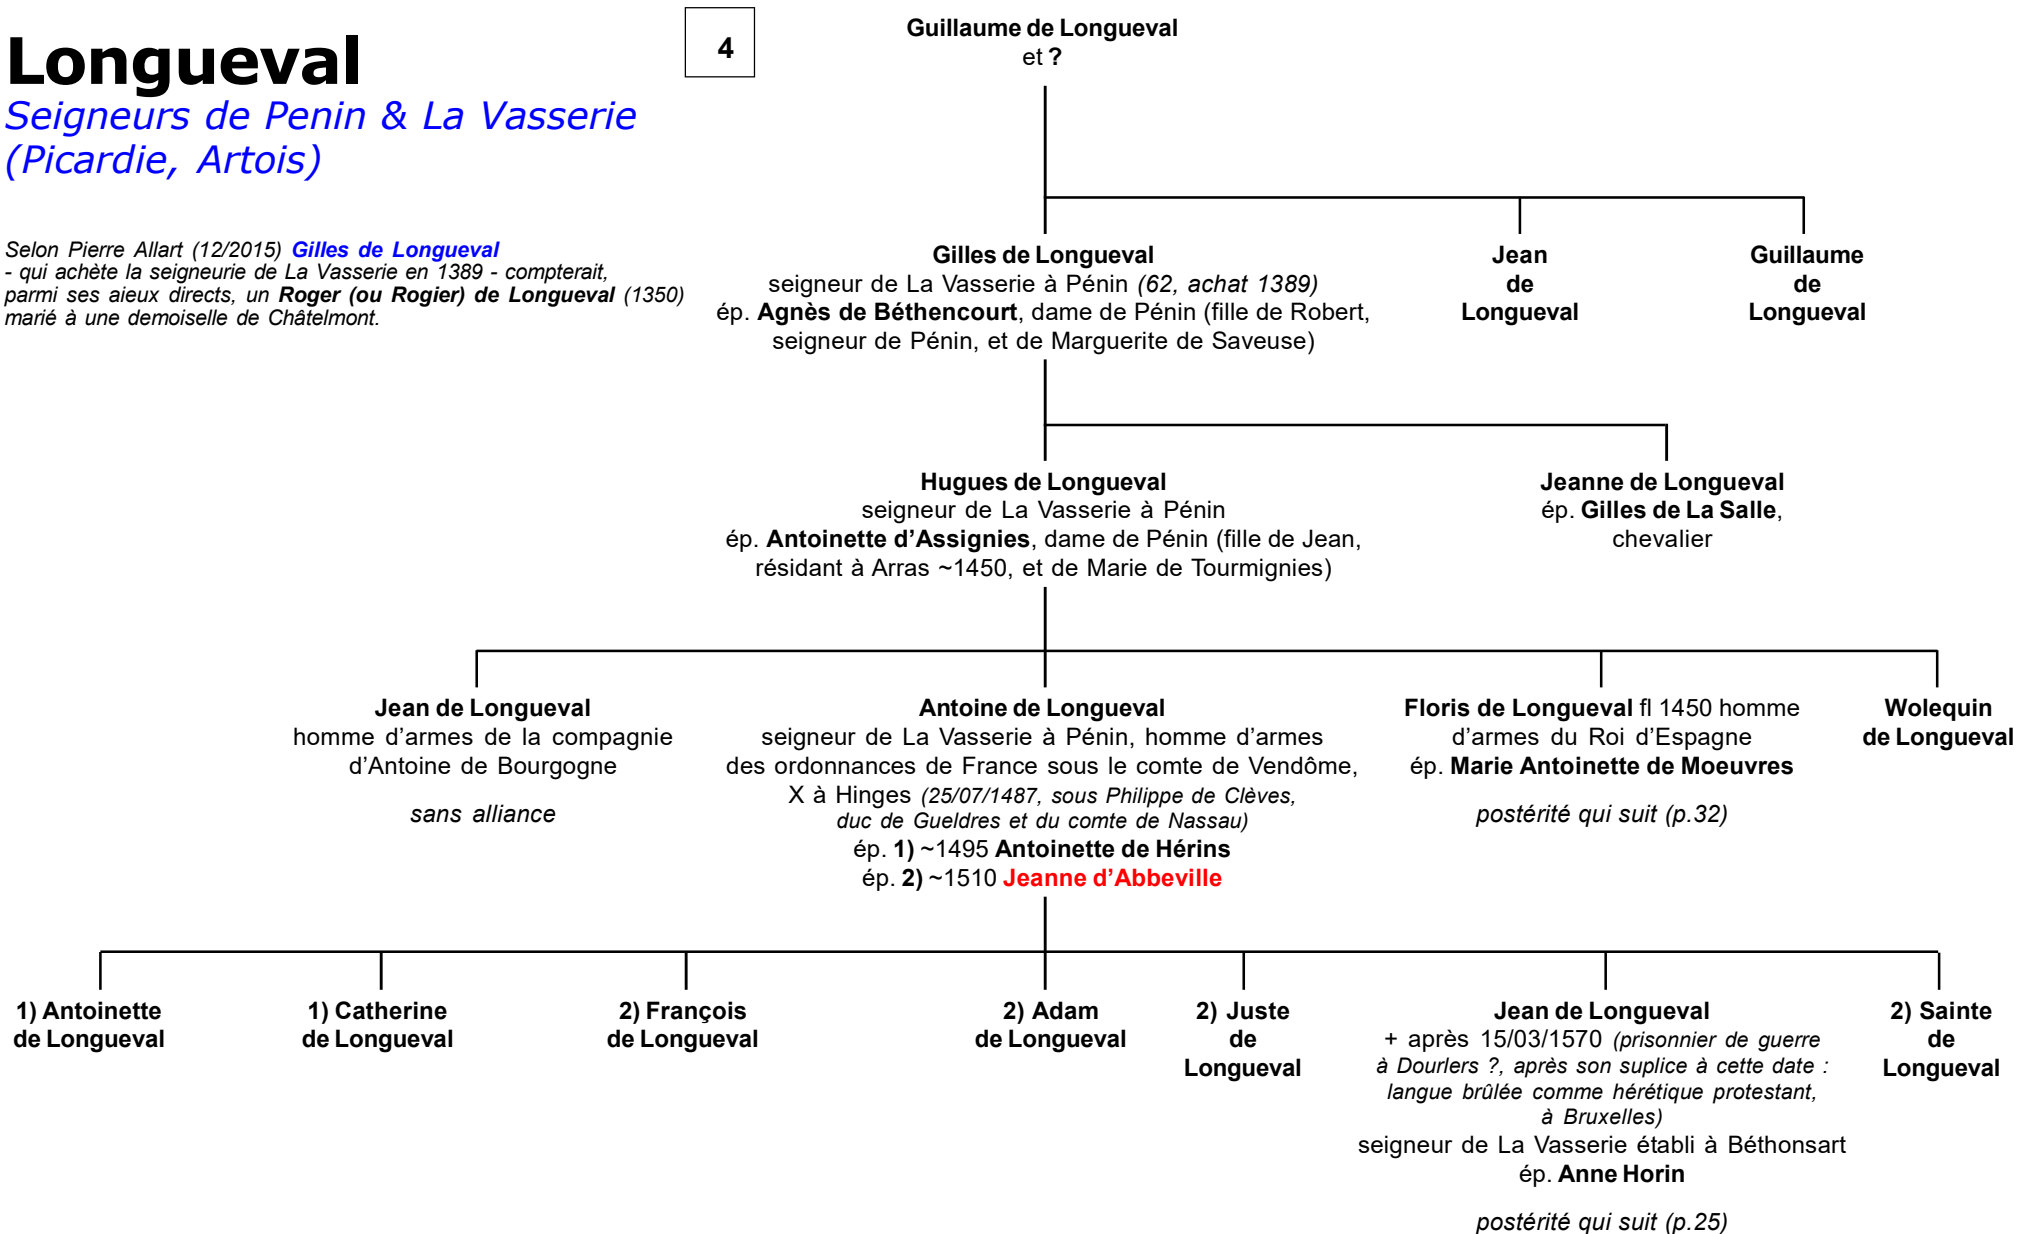 Longueval
Seigneurs de Penin & La Vasserie
(Picardie, Artois)
4
Selon Pierre Allart (12/2015) Gilles de Longueval
- qui achète la seigneurie de La Vasserie en 1389 - compterait,
parmi ses aieux directs, un Roger (ou Rogier) de Longueval (1350)
marié à une demoiselle de Châtelmont.
Guillaume de Longueval
et ?
Gilles de Longueval
seigneur de La Vasserie à Pénin (62, achat 1389)
ép. Agnès de Béthencourt, dame de Pénin (fille de Robert,
seigneur de Pénin, et de Marguerite de Saveuse)
Jean
de
Longueval
Guillaume
de
Longueval
Hugues de Longueval
seigneur de La Vasserie à Pénin
ép. Antoinette d’Assignies, dame de Pénin (fille de Jean,
résidant à Arras ~1450, et de Marie de Tourmignies)
Jeanne de Longueval
ép. Gilles de La Salle,
chevalier
Jean de Longueval
homme d’armes de la compagnie
d’Antoine de Bourgogne
sans alliance
Antoine de Longueval
seigneur de La Vasserie à Pénin, homme d’armes
des ordonnances de France sous le comte de Vendôme,
X à Hinges (25/07/1487, sous Philippe de Clèves,
duc de Gueldres et du comte de Nassau)
ép. 1) ~1495 Antoinette de Hérins
ép. 2) ~1510 Jeanne d’Abbeville
Floris de Longueval fl 1450 homme
d’armes du Roi d’Espagne
ép. Marie Antoinette de Moeuvres
postérité qui suit (p.32)
Wolequin
de Longueval
1) Antoinette
de Longueval
1) Catherine
de Longueval
2) François
de Longueval
2) Adam
de Longueval
2) Juste
de
Longueval
Jean de Longueval
+ après 15/03/1570 (prisonnier de guerre
à Dourlers ?, après son suplice à cette date :
langue brûlée comme hérétique protestant,
à Bruxelles)
seigneur de La Vasserie établi à Béthonsart
ép. Anne Horin
postérité qui suit (p.25)
2) Sainte
de
Longueval